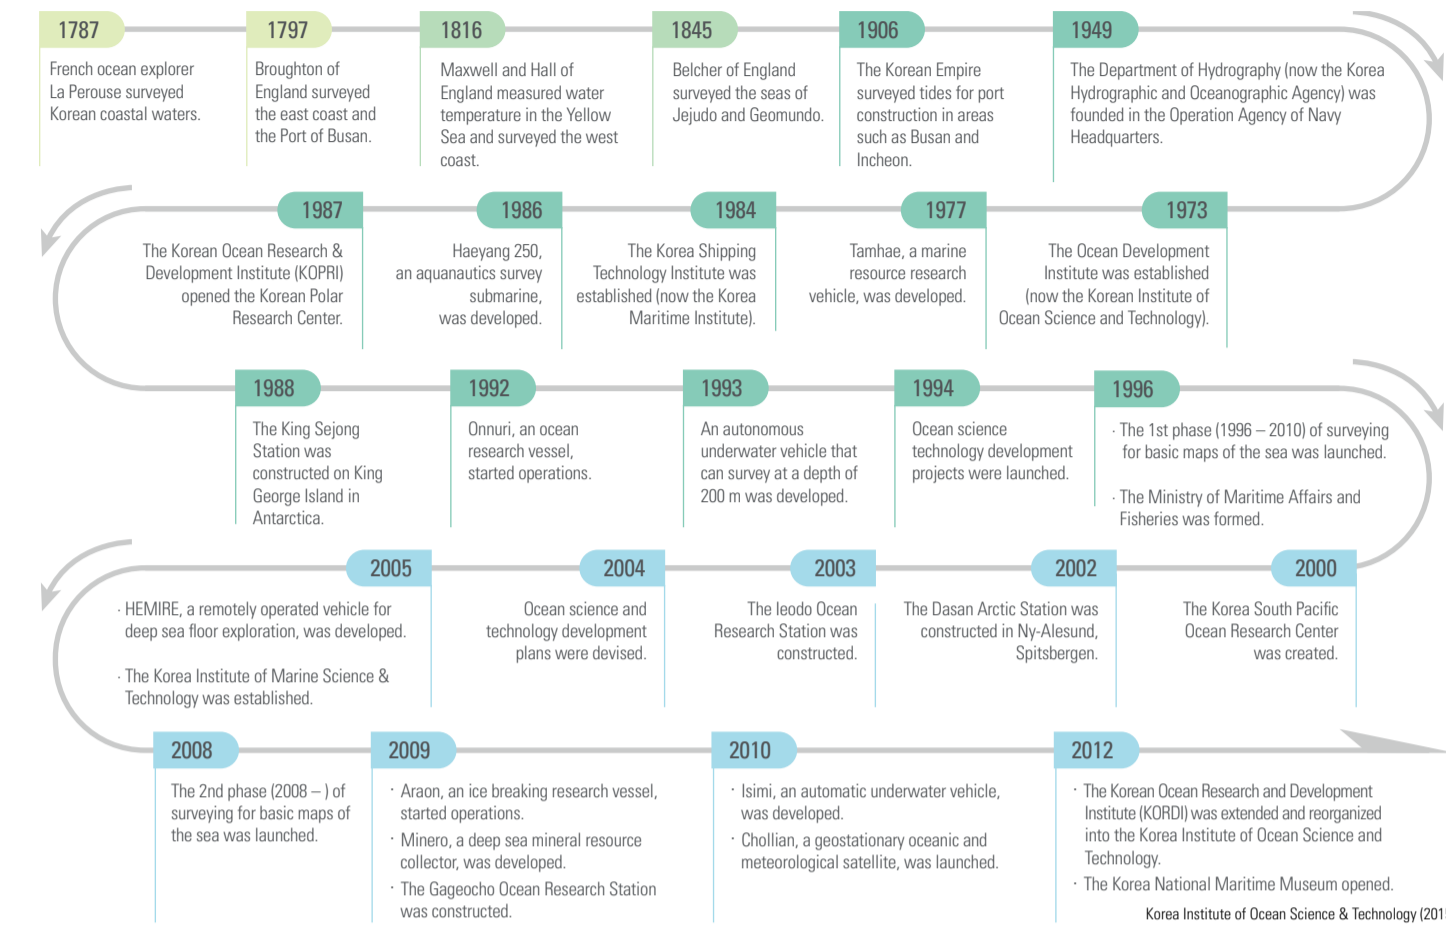 1787
French ocean explorer
La Perouse surveyed
Korean coastal waters.
1797
Broughton of
England surveyed
the east coast and
the Port of Busan.
1816
Maxwell and Hall of
England measured water
temperature in the Yellow
Sea and surveyed the west
coast.
1845
Belcher of England
surveyed the seas of
Jejudo and Geomundo.
1906
The Korean Empire
surveyed tides for port
construction in areas
such as Busan and
Incheon.
1949
The Department of Hydrography (now the Korea
Hydrographic and Oceanographic Agency) was
founded in the Operation Agency of Navy
Headquarters.
1973
The Ocean Development
Institute was established
(now the Korean Institute of
Ocean Science and Technology).
1977
Tamhae, a marine
resource research
vehicle, was developed.
1984
The Korea Shipping
Technology Institute was
established (now the Korea
Maritime Institute).
1986
Haeyang 250,
an aquanautics survey
submarine,
was developed.
1987
The Korean Ocean Research &
Development Institute (KOPRI)
opened the Korean Polar
Research Center.
1988
The King Sejong
Station was
constructed on King
George Island in
Antarctica.
1992
Onnuri, an ocean
research vessel,
started operations.
1993
An autonomous
underwater vehicle that
can survey at a depth of
200 m was developed.
1994
Ocean science
technology development
projects were launched.
1996
· The 1st phase (1996 – 2010) of surveying
for basic maps of the sea was launched.
· The Ministry of Maritime Affairs and
Fisheries was formed.
2000
The Korea South Pacific
Ocean Research Center
was created.
2002
The Dasan Arctic Station was
constructed in Ny-Alesund,
Spitsbergen.
2003
The Ieodo Ocean
Research Station was
constructed.
2004
Ocean science and
technology development
plans were devised.
2005
· HEMIRE, a remotely operated vehicle for
deep sea floor exploration, was developed.
· The Korea Institute of Marine Science &
Technology was established.
2008
The 2nd phase (2008 – ) of
surveying for basic maps of
the sea was launched.
2009
· Araon, an ice breaking research vessel,
started operations.
· Minero, a deep sea mineral resource
collector, was developed.
· The Gageocho Ocean Research Station
was constructed.
2010
· Isimi, an automatic underwater vehicle,
was developed.
· Chollian, a geostationary oceanic and
meteorological satellite, was launched.
2012
· The Korean Ocean Research and Development
Institute (KORDI) was extended and reorganized
into the Korea Institute of Ocean Science and
Technology.
· The Korea National Maritime Museum opened.
Korea Institute of Ocean Science & Technology